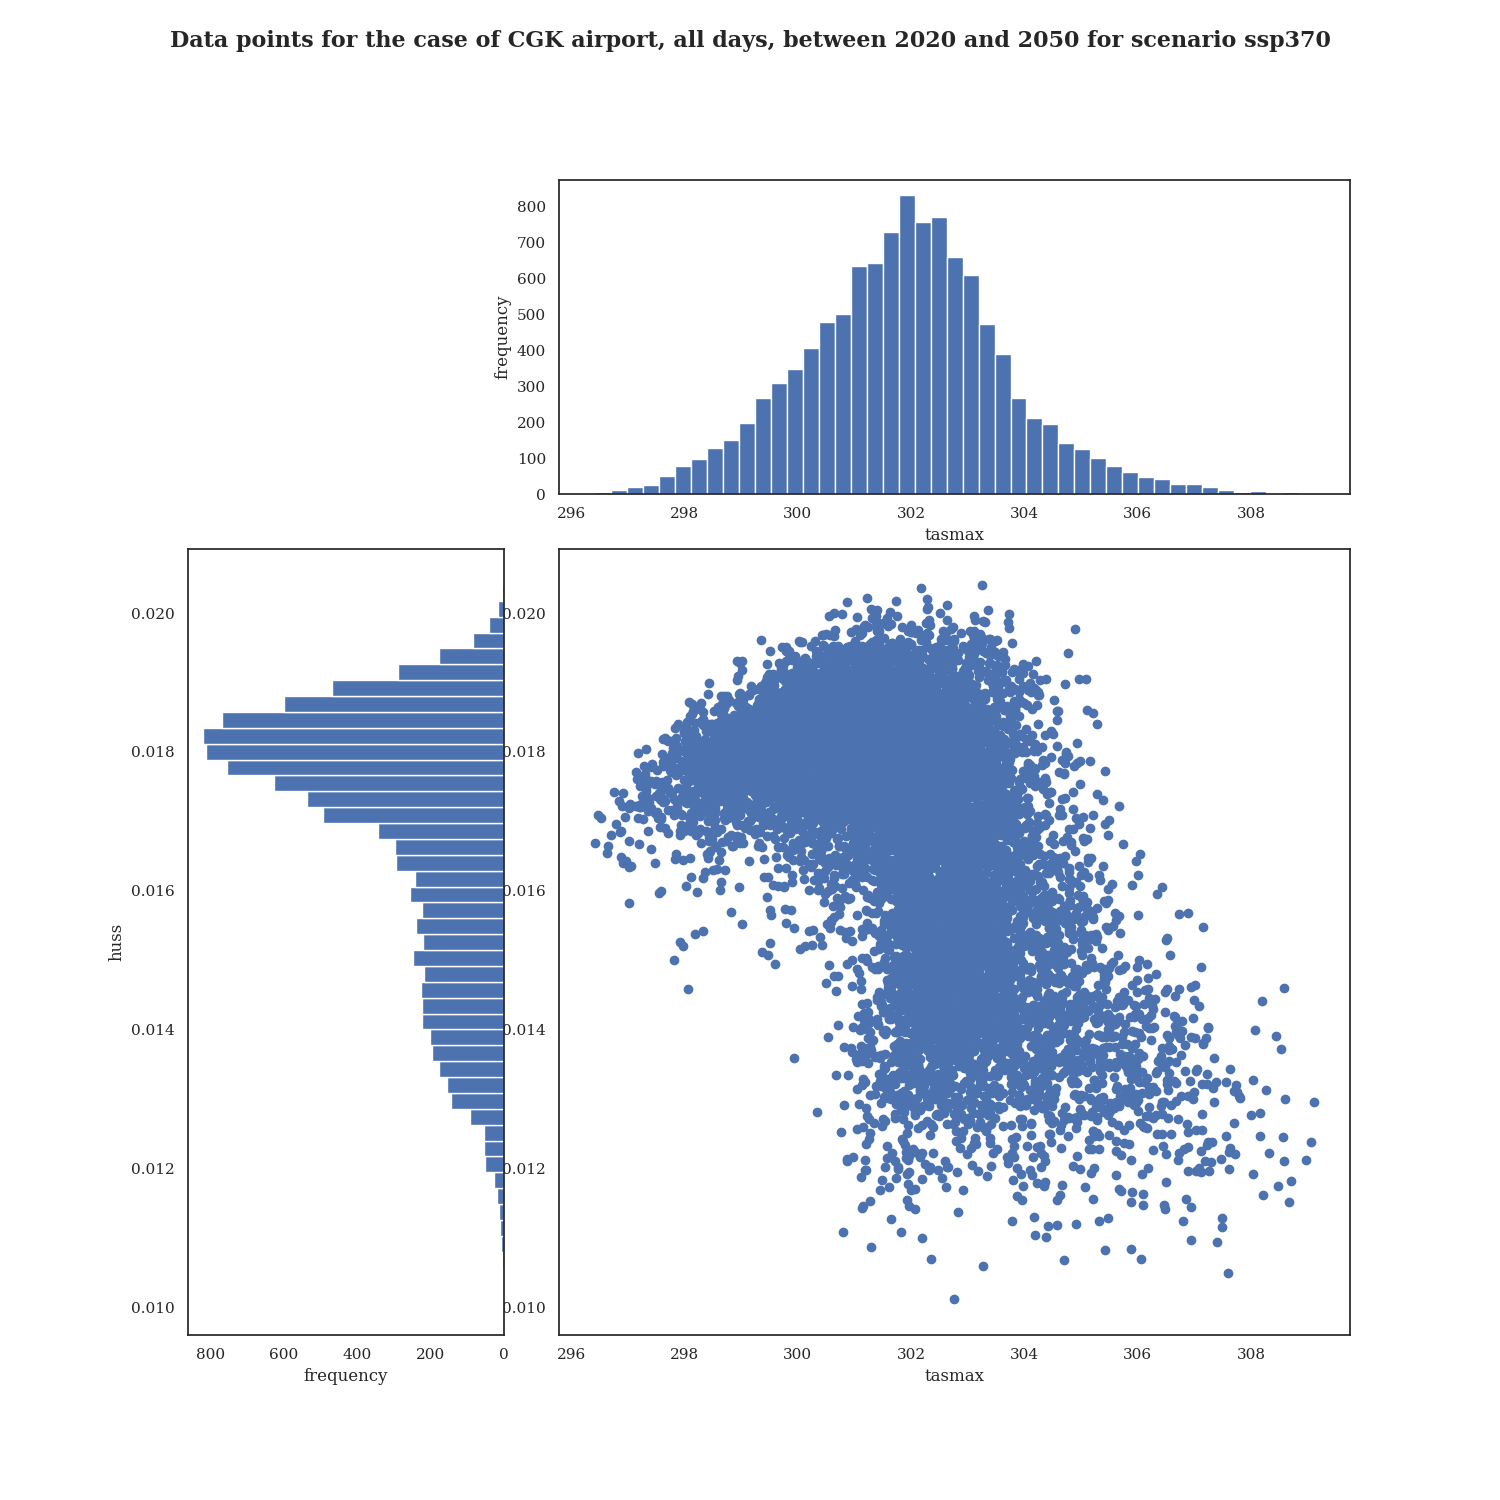 Data points for the case of CGK airport, all days, between 2020 and 2050 for scenario ssp370
800
700
600
500
400
300
200
100
0
frequency
296 298 300 302 304 306 308
tasmax
0.020
0.018
0.016
0.014
0.012
0.010
huss
800 600 400 200 0
frequency
0.020
0.018
0.016
0.014
0.012
0.010
296 298 300 302 304 306 308
tasmax